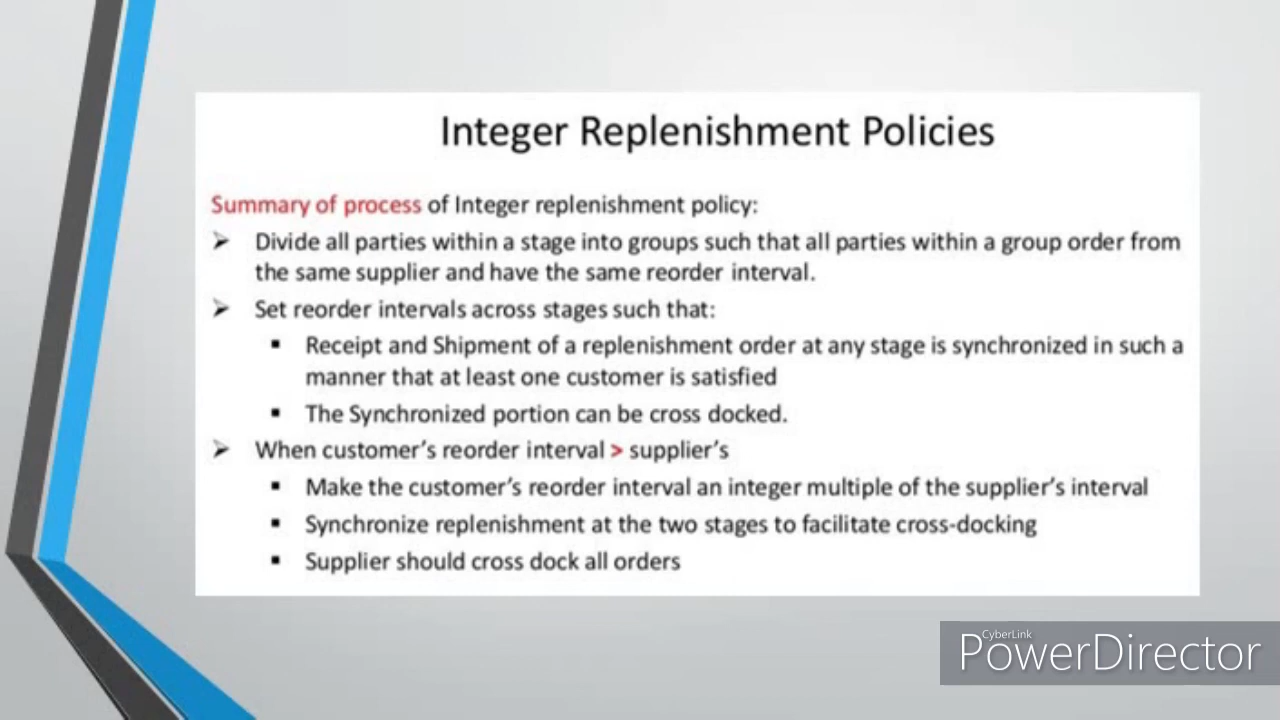 Integer Replenishment Policies
Summary of process of Integer replenishment policy:
➢ Divide all parties within a stage into groups such that all parties within a group order from
the same supplier and have the same reorder interval.
➢ Set reorder intervals across stages such that:
▪ Receipt and Shipment of a replenishment order at any stage is synchronized in such a
manner that at least one customer is satisfied
▪ The Synchronized portion can be cross docked.
➢ When customer's reorder interval > supplier's
▪ Make the customer's reorder interval an integer multiple of the supplier's interval
▪ Synchronize replenishment at the two stages to facilitate cross-docking
▪ Supplier should cross dock all orders
CyberLink
PowerDirector